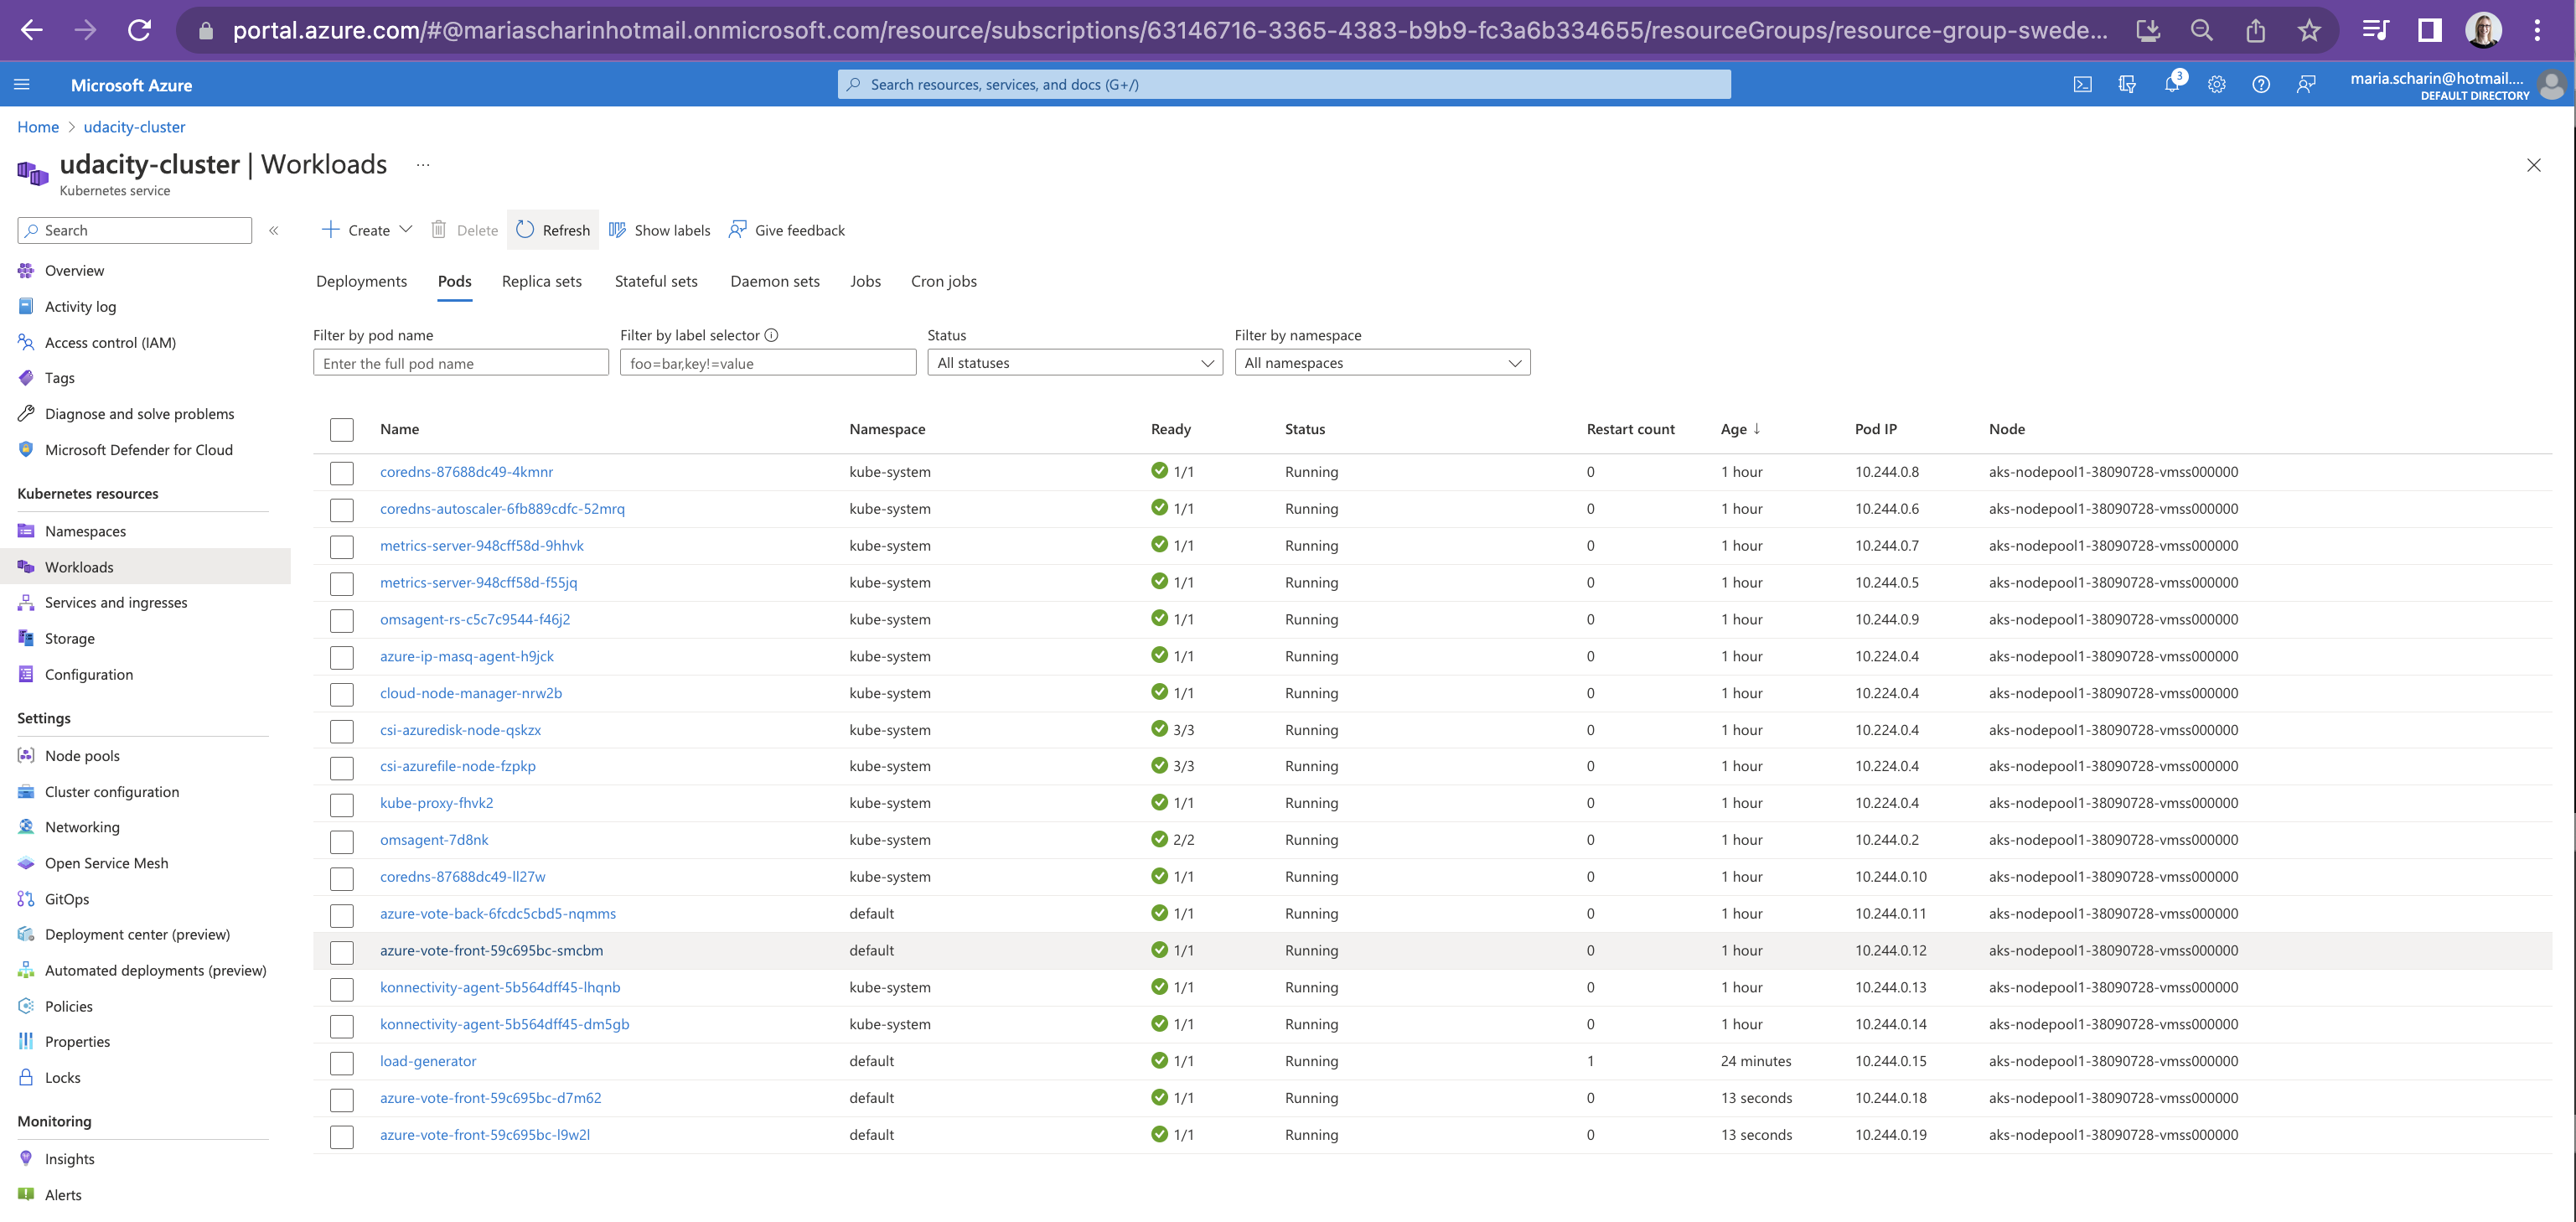 portal.azure.com/#@mariascharinhotmail.onmicrosoft.com/resource/subscriptions/63146716-3365-4383-b9b9-fc3a6b334655/resourceGroups/resource-group-swede...
Microsoft Azure
Search resources, services, and docs (G+/)
3
maria.scharin@hotmail....
DEFAULT DIRECTORY
Home > udacity-cluster
udacity-cluster | Workloads ...
Kubernetes service
Search «
Create Delete Refresh Show labels Give feedback
Overview
Activity log
Access control (IAM)
Tags
Diagnose and solve problems
Microsoft Defender for Cloud
Kubernetes resources
Namespaces
Workloads
Services and ingresses
Storage
Configuration
Settings
Node pools
Cluster configuration
Networking
Open Service Mesh
GitOps
Deployment center (preview)
Automated deployments (preview)
Policies
Properties
Locks
Monitoring
Insights
Alerts
Deployments Pods Replica sets Stateful sets Daemon sets Jobs Cron jobs
Filter by pod name Filter by label selector Status Filter by namespace
Enter the full pod name foo=bar,key!=value All statuses All namespaces
Name Namespace Ready Status Restart count Age ↓ Pod IP Node
coredns-87688dc49-4kmnr kube-system 1/1 Running 0 1 hour 10.244.0.8 aks-nodepool1-38090728-vmss000000
coredns-autoscaler-6fb889cdfc-52mrq kube-system 1/1 Running 0 1 hour 10.244.0.6 aks-nodepool1-38090728-vmss000000
metrics-server-948cff58d-9hhvk kube-system 1/1 Running 0 1 hour 10.244.0.7 aks-nodepool1-38090728-vmss000000
metrics-server-948cff58d-f55jq kube-system 1/1 Running 0 1 hour 10.244.0.5 aks-nodepool1-38090728-vmss000000
omsagent-rs-c5c7c9544-f46j2 kube-system 1/1 Running 0 1 hour 10.244.0.9 aks-nodepool1-38090728-vmss000000
azure-ip-masq-agent-h9jck kube-system 1/1 Running 0 1 hour 10.224.0.4 aks-nodepool1-38090728-vmss000000
cloud-node-manager-nrw2b kube-system 1/1 Running 0 1 hour 10.224.0.4 aks-nodepool1-38090728-vmss000000
csi-azuredisk-node-qskzx kube-system 3/3 Running 0 1 hour 10.224.0.4 aks-nodepool1-38090728-vmss000000
csi-azurefile-node-fzpkp kube-system 3/3 Running 0 1 hour 10.224.0.4 aks-nodepool1-38090728-vmss000000
kube-proxy-fhvk2 kube-system 1/1 Running 0 1 hour 10.224.0.4 aks-nodepool1-38090728-vmss000000
omsagent-7d8nk kube-system 2/2 Running 0 1 hour 10.244.0.2 aks-nodepool1-38090728-vmss000000
coredns-87688dc49-ll27w kube-system 1/1 Running 0 1 hour 10.244.0.10 aks-nodepool1-38090728-vmss000000
azure-vote-back-6fcdc5cbd5-nqmms default 1/1 Running 0 1 hour 10.244.0.11 aks-nodepool1-38090728-vmss000000
azure-vote-front-59c695bc-smcbm default 1/1 Running 0 1 hour 10.244.0.12 aks-nodepool1-38090728-vmss000000
konnectivity-agent-5b564dff45-lhqnb kube-system 1/1 Running 0 1 hour 10.244.0.13 aks-nodepool1-38090728-vmss000000
konnectivity-agent-5b564dff45-dm5gb kube-system 1/1 Running 0 1 hour 10.244.0.14 aks-nodepool1-38090728-vmss000000
load-generator default 1/1 Running 1 24 minutes 10.244.0.15 aks-nodepool1-38090728-vmss000000
azure-vote-front-59c695bc-d7m62 default 1/1 Running 0 13 seconds 10.244.0.18 aks-nodepool1-38090728-vmss000000
azure-vote-front-59c695bc-l9w2l default 1/1 Running 0 13 seconds 10.244.0.19 aks-nodepool1-38090728-vmss000000